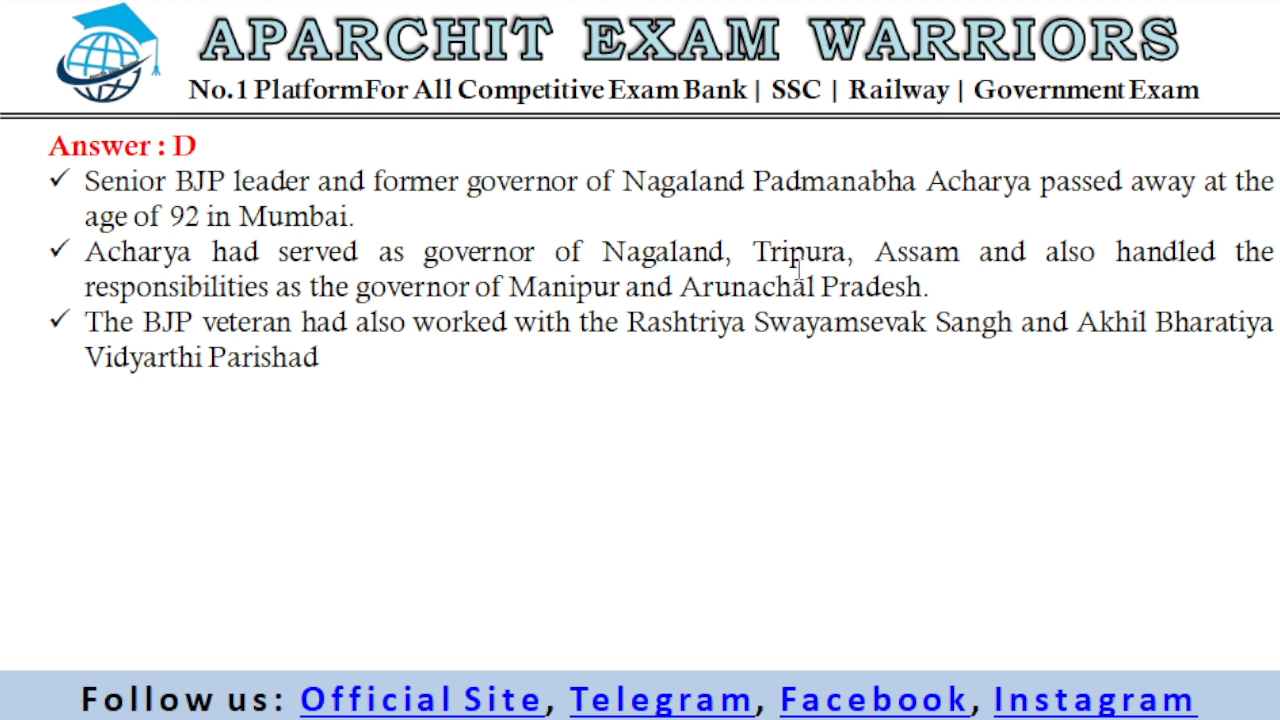 APARCHIT EXAM WARRIORS
No.1 PlatformFor All Competitive Exam Bank | SSC | Railway | Government Exam
Answer : D
✓ Senior BJP leader and former governor of Nagaland Padmanabha Acharya passed away at the
age of 92 in Mumbai.
✓ Acharya had served as governor of Nagaland, Tripura, Assam and also handled the
responsibilities as the governor of Manipur and Arunachal Pradesh.
✓ The BJP veteran had also worked with the Rashtriya Swayamsevak Sangh and Akhil Bharatiya
Vidyarthi Parishad
Follow us: Official Site, Telegram, Facebook, Instagram